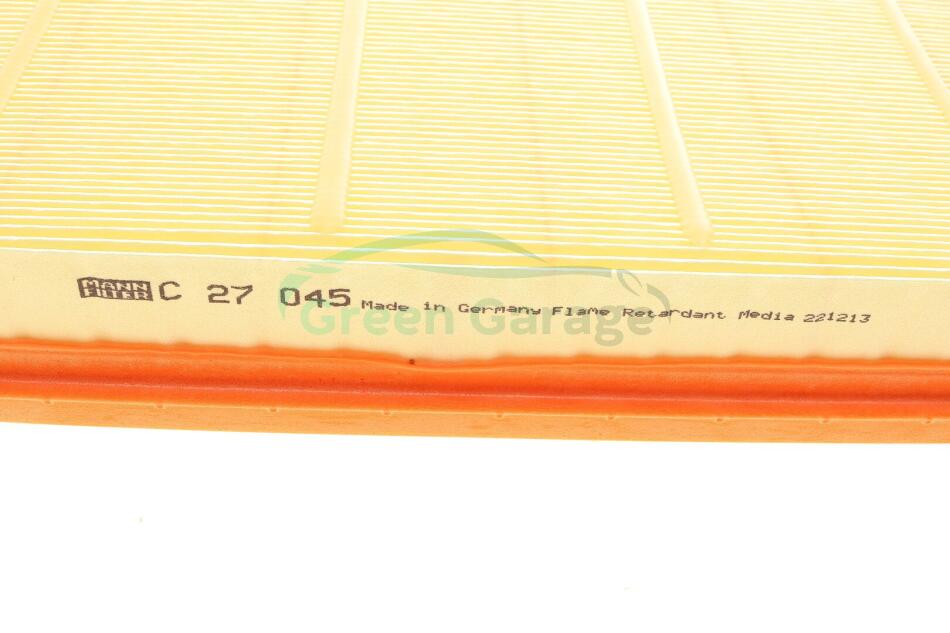 MANN FILTER C 27 045 Made in Germany Flame Retardant Media 221213
Green Garage